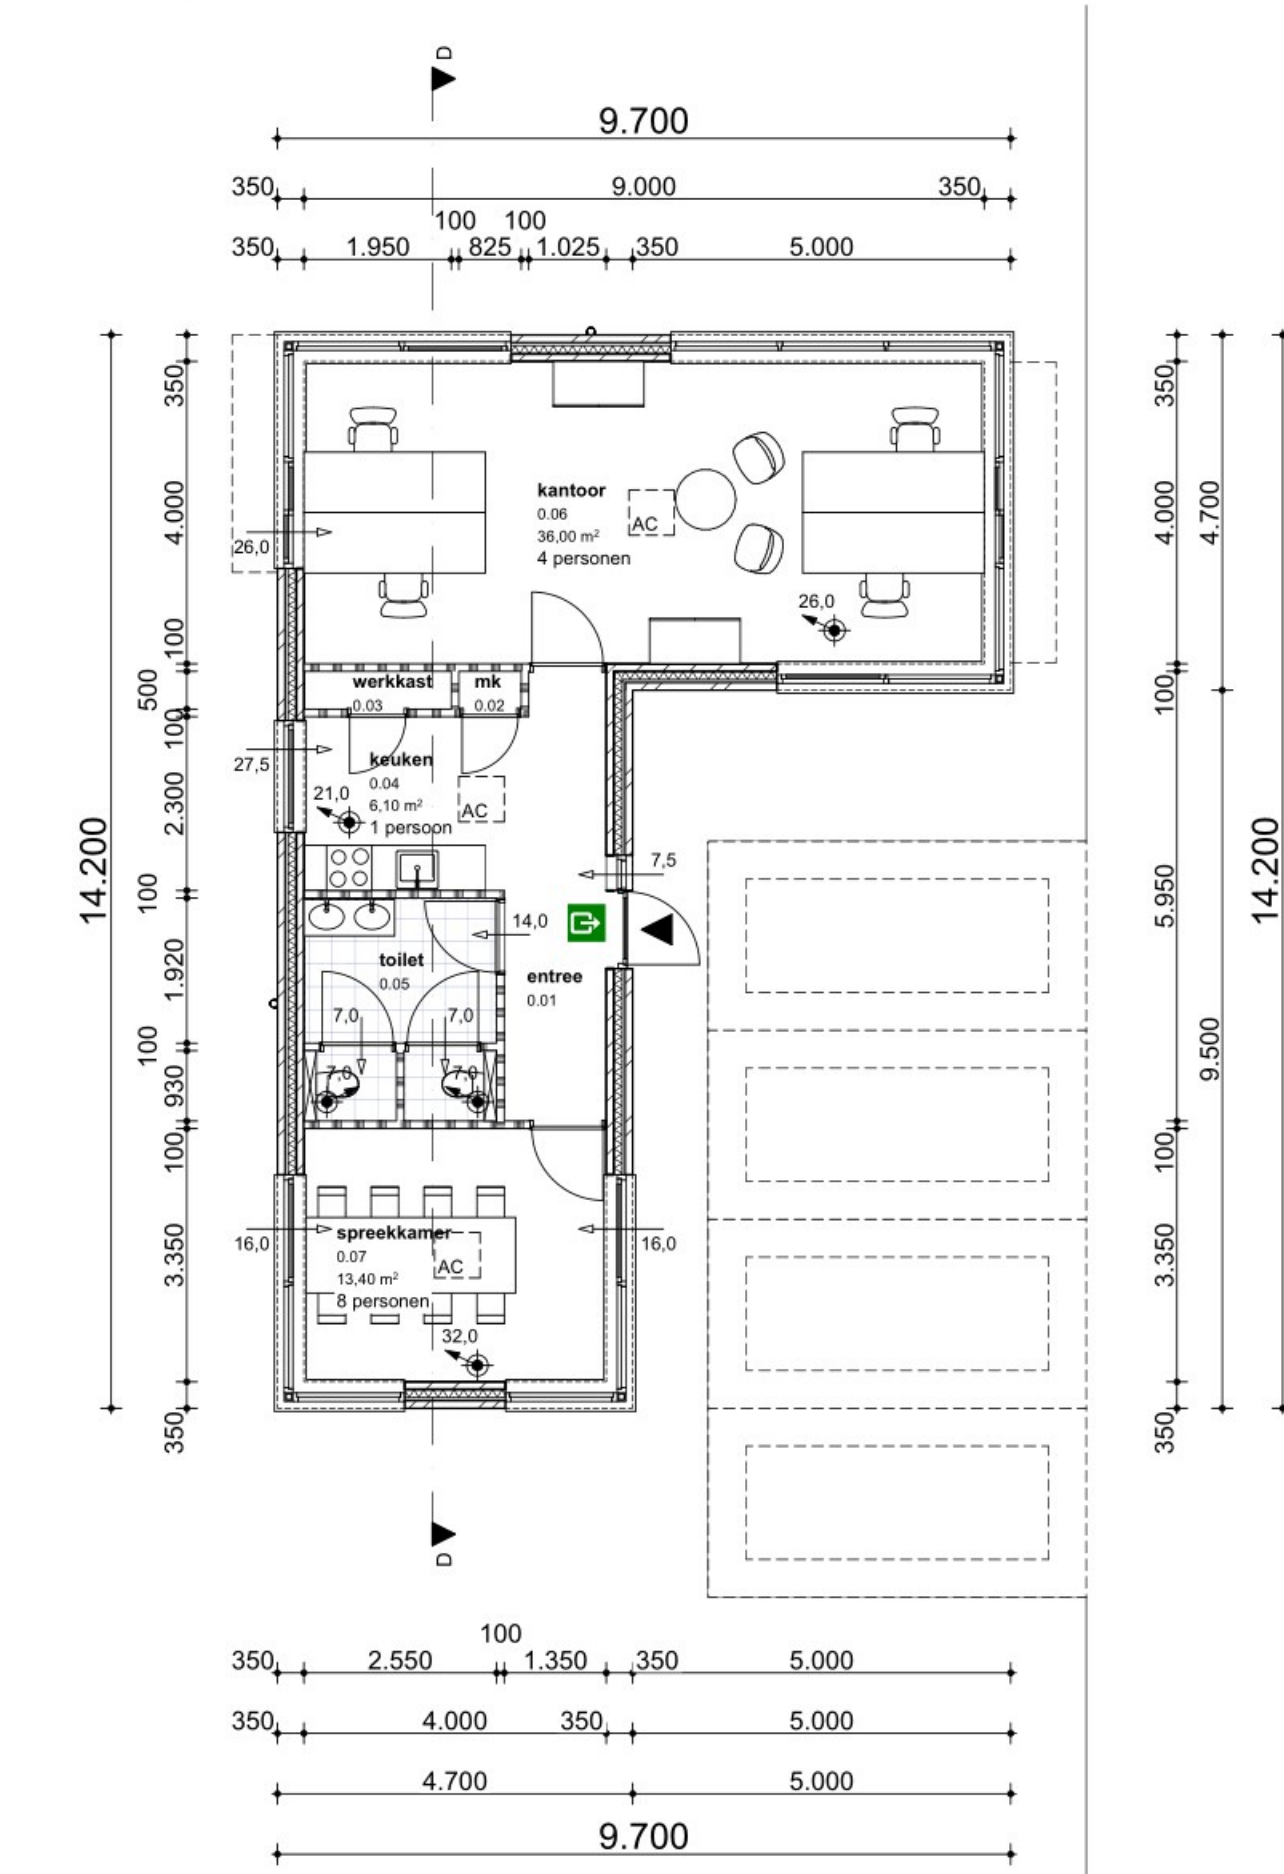 D
9.700
350 9.000 350
100 100
350 1.950 825 1.025 350 5.000
14.200
350
4.000
100
500
100
2.300
100
1.920
100
930
100
3.350
350
kantoor
0.06
36,00 m²
4 personen
AC
26,0
26,0
werkkast
0.03
mk
0.02
27,5
keuken
0.04
6,10 m²
1 persoon
21,0
AC
7,5
14,0
toilet
0.05
entree
0.01
7,0
7,0
7,0
7,0
16,0
16,0
spreekkamer
0.07
13,40 m²
8 personen
AC
32,0
350
4.000
100
5.950
100
3.350
350
4.700
9.500
14.200
D
100
350 2.550 1.350 350 5.000
350 4.000 350 5.000
4.700 5.000
9.700